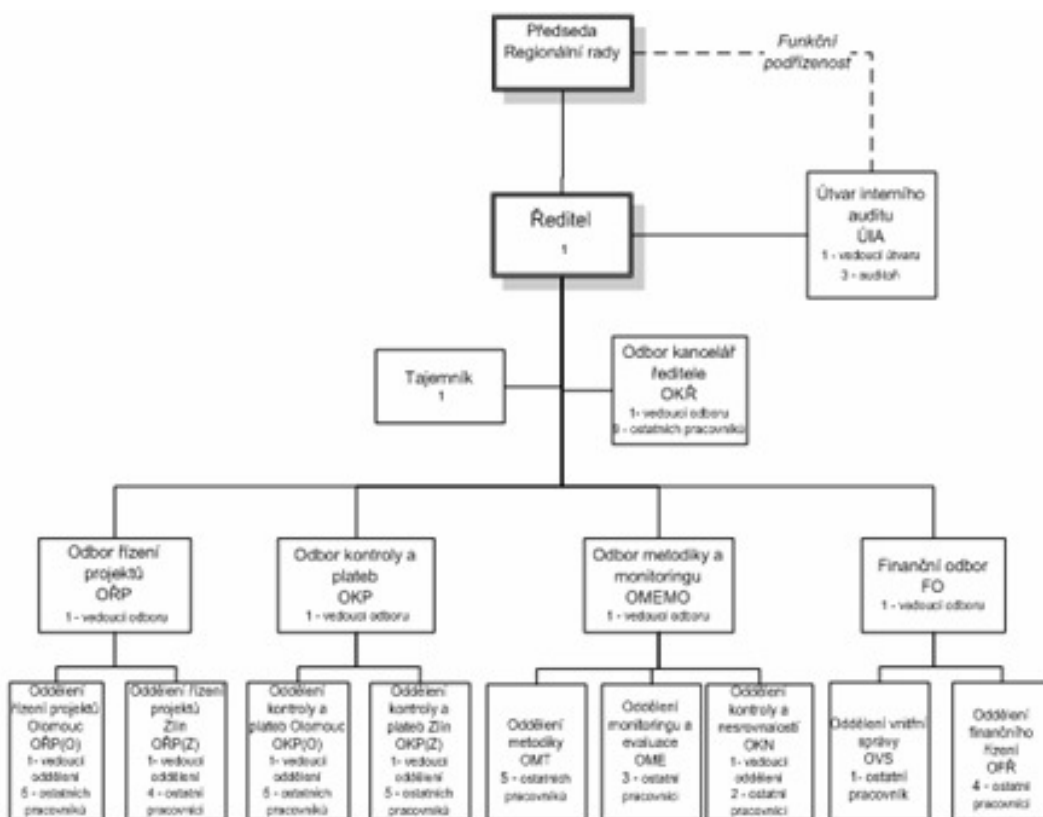 Předseda
Regionální rady
Funkční
podřízenost
Ředitel
1
Útvar interního
auditu
ÚIA
1 - vedoucí útvaru
3 - auditoři
Tajemník
1
Odbor kancelář
ředitele
OKŘ
1- vedoucí odboru
9 - ostatních pracovníků
Odbor řízení
projektů
OŘP
1 - vedoucí odboru
Odbor kontroly a
plateb
OKP
1 - vedoucí odboru
Odbor metodiky a
monitoringu
OMEMO
1 - vedoucí odboru
Finanční odbor
FO
1 - vedoucí odboru
Oddělení
řízení projektů
Olomouc
OŘP(O)
1- vedoucí
oddělení
5 - ostatních
pracovníků
Oddělení řízení
projektů
Zlín
OŘP(Z)
1- vedoucí
oddělení
4 - ostatní
pracovníci
Oddělení
kontroly a
plateb Olomouc
OKP(O)
1- vedoucí
oddělení
5 - ostatních
pracovníků
Oddělení
kontroly a
plateb Zlín
OKP(Z)
1- vedoucí
oddělení
5 - ostatních
pracovníků
Oddělení
metodiky
OMT
5 - ostatních
pracovníků
Oddělení
monitoringu a
evaluace
OME
3 - ostatní
pracovníci
Oddělení
kontroly a
nesrovnalostí
OKN
1- vedoucí
oddělení
2 - ostatní
pracovníci
Oddělení vnitřní
správy
OVS
1- ostatní
pracovník
Oddělení
finančního
řízení
OFŘ
4 - ostatní
pracovníci